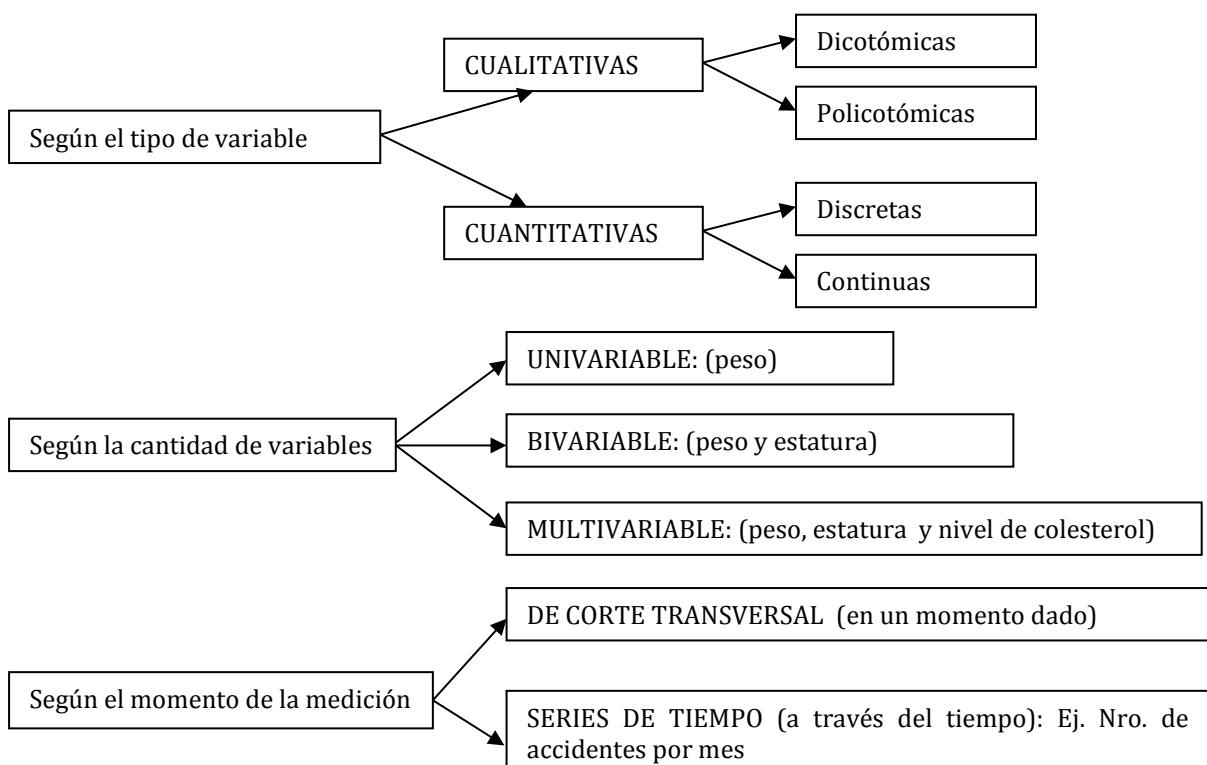 Según el tipo de variable
CUALITATIVAS
Dicotómicas
Policotómicas
CUANTITATIVAS
Discretas
Continuas
Según la cantidad de variables
UNIVARIABLE: (peso)
BIVARIABLE: (peso y estatura)
MULTIVARIABLE: (peso, estatura y nivel de colesterol)
Según el momento de la medición
DE CORTE TRANSVERSAL (en un momento dado)
SERIES DE TIEMPO (a través del tiempo): Ej. Nro. de
accidentes por mes